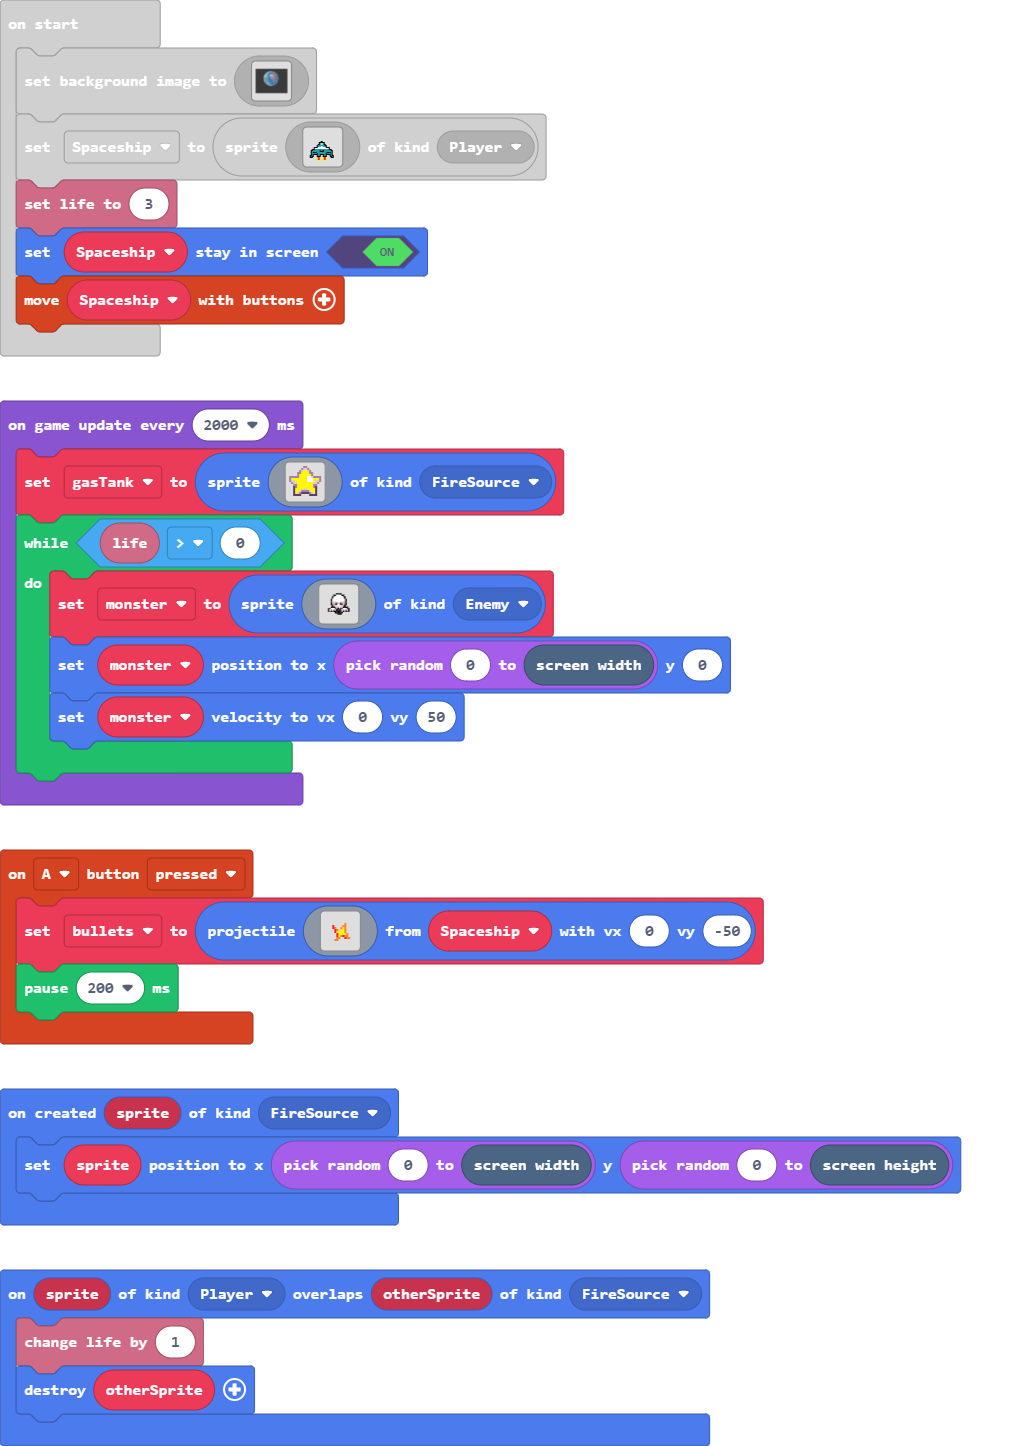 on start
set background image to
set Spaceship to sprite of kind Player
set life to 3
set Spaceship stay in screen ON
move Spaceship with buttons
on game update every 2000 ms
set gasTank to sprite of kind FireSource
while life > 0
do
set monster to sprite of kind Enemy
set monster position to x pick random 0 to screen width y 0
set monster velocity to vx 0 vy 50
on A button pressed
set bullets to projectile from Spaceship with vx 0 vy -50
pause 200 ms
on created sprite of kind FireSource
set sprite position to x pick random 0 to screen width y pick random 0 to screen height
on sprite of kind Player overlaps otherSprite of kind FireSource
change life by 1
destroy otherSprite